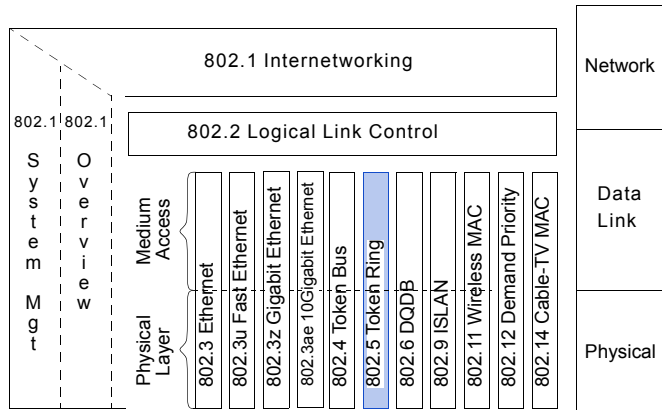 802.1 Internetworking
Network
802.1
802.1
802.2 Logical Link Control
System Mgt
Overview
Medium
Access
Physical
Layer
802.3 Ethernet
802.3u Fast Ethernet
802.3z Gigabit Ethernet
802.3ae 10Gigabit Ethernet
802.4 Token Bus
802.5 Token Ring
802.6 DQDB
802.9 ISLAN
802.11 Wireless MAC
802.12 Demand Priority
802.14 Cable-TV MAC
Data
Link
Physical